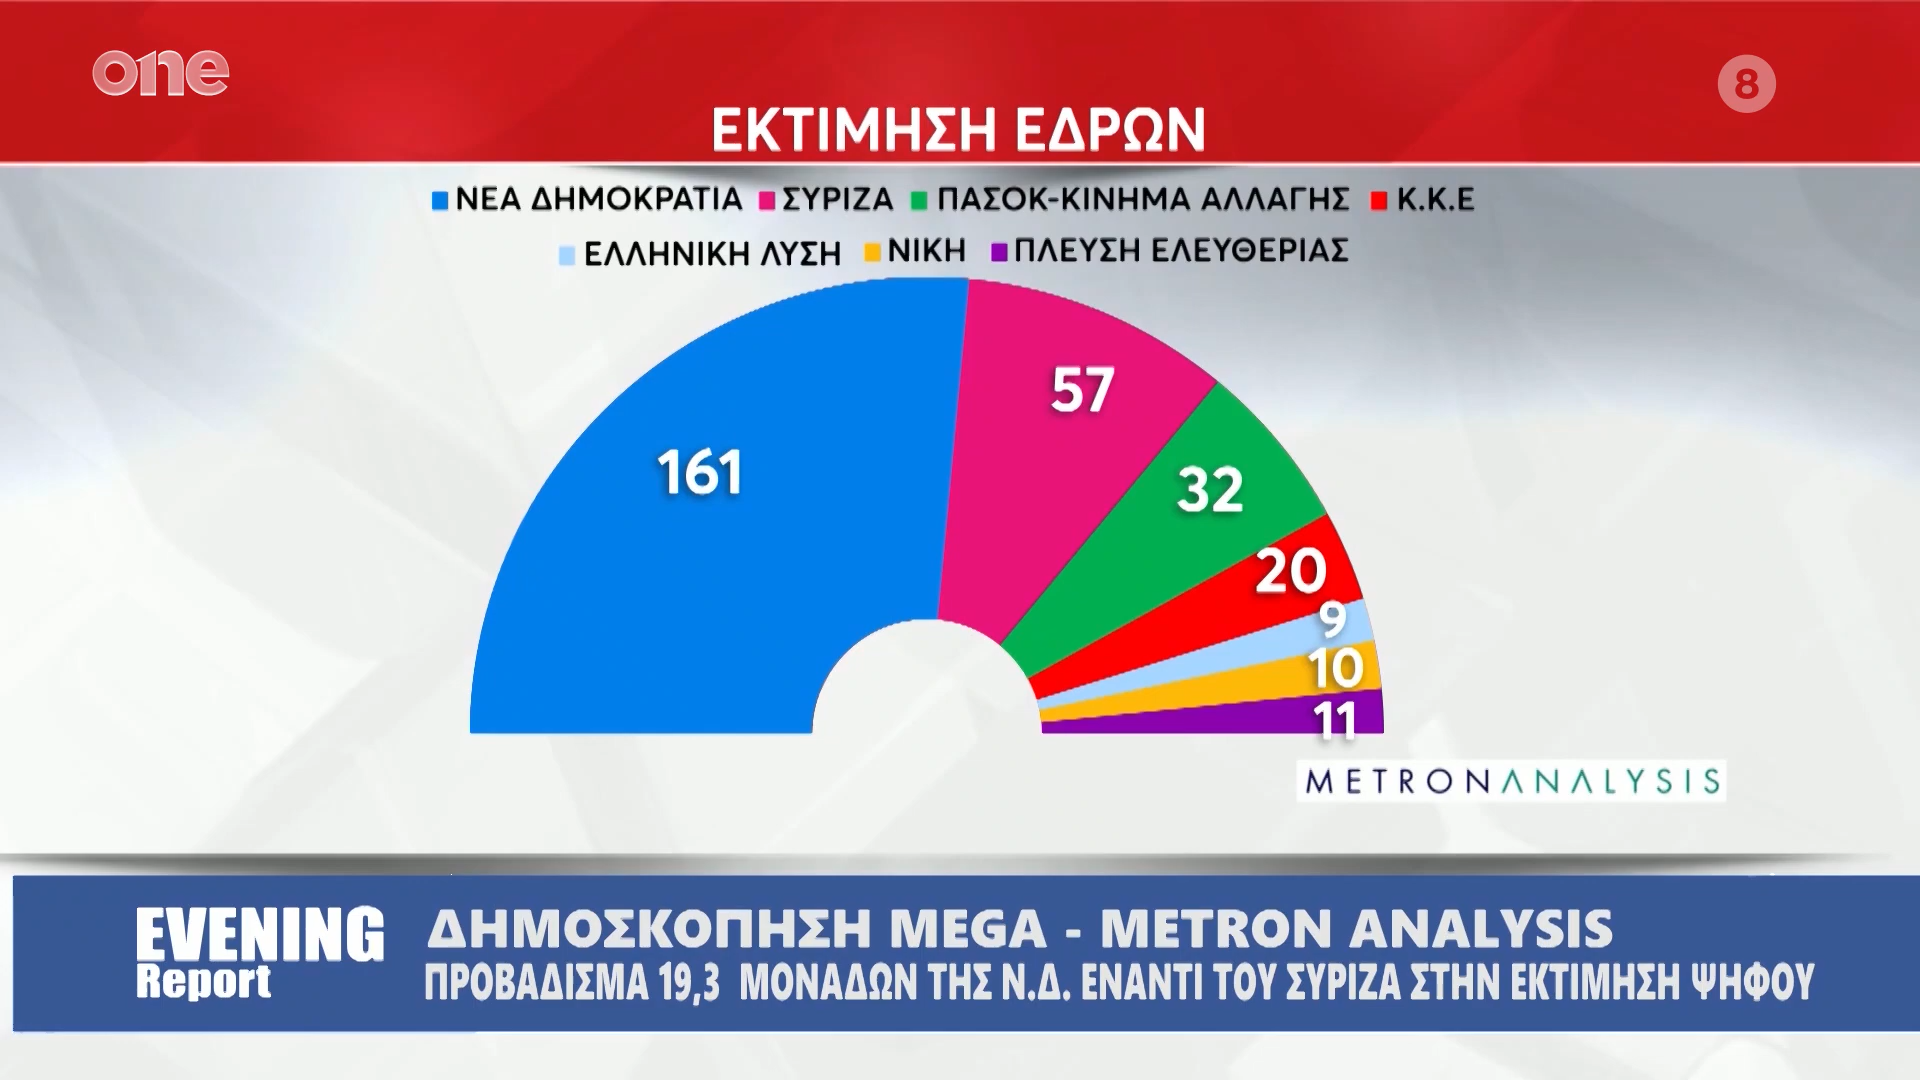 one
8
ΕΚΤΙΜΗΣΗ ΕΔΡΩΝ
ΝΕΑ ΔΗΜΟΚΡΑΤΙΑ ΣΥΡΙΖΑ ΠΑΣΟΚ-ΚΙΝΗΜΑ ΑΛΛΑΓΗΣ Κ.Κ.Ε
ΕΛΛΗΝΙΚΗ ΛΥΣΗ ΝΙΚΗ ΠΛΕΥΣΗ ΕΛΕΥΘΕΡΙΑΣ
57
161
32
20
9
10
11
METRONANALYSIS
EVENING
Report
ΔΗΜΟΣΚΟΠΗΣΗ MEGA - METRON ANALYSIS
ΠΡΟΒΑΔΙΣΜΑ 19,3 ΜΟΝΑΔΩΝ ΤΗΣ Ν.Δ. ΕΝΑΝΤΙ ΤΟΥ ΣΥΡΙΖΑ ΣΤΗΝ ΕΚΤΙΜΗΣΗ ΨΗΦΟΥ